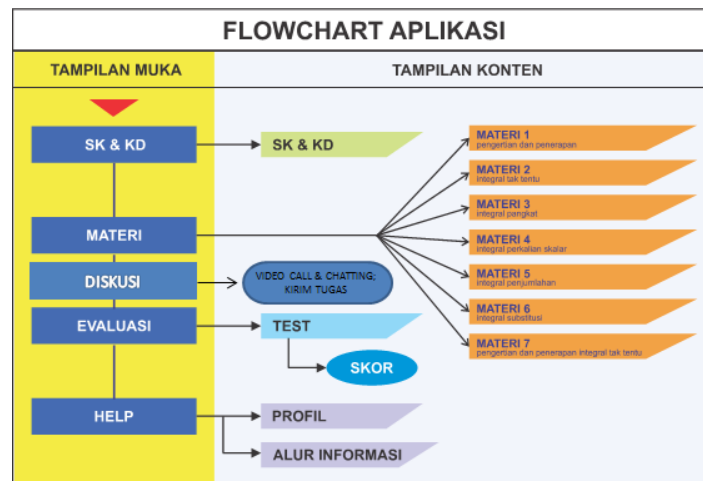 FLOWCHART APLIKASI
TAMPILAN MUKA
TAMPILAN KONTEN
SK & KD
SK & KD
MATERI
MATERI 1
pengertian dan penerapan
MATERI 2
integral tak tentu
MATERI 3
integral pangkat
MATERI 4
integral perkalian skalar
MATERI 5
integral penjumlahan
MATERI 6
integral substitusi
MATERI 7
pengertian dan penerapan integral tak tentu
DISKUSI
VIDEO CALL & CHATTING;
KIRIM TUGAS
EVALUASI
TEST
SKOR
HELP
PROFIL
ALUR INFORMASI